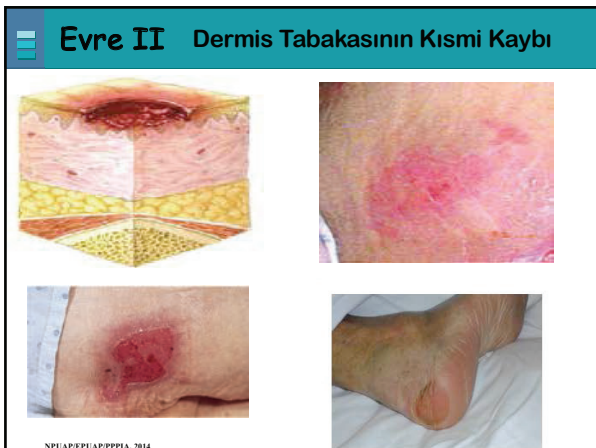 Evre II Dermis Tabakasının Kısmi Kaybı
NPUAP/EPUAP/PPPIA, 2014